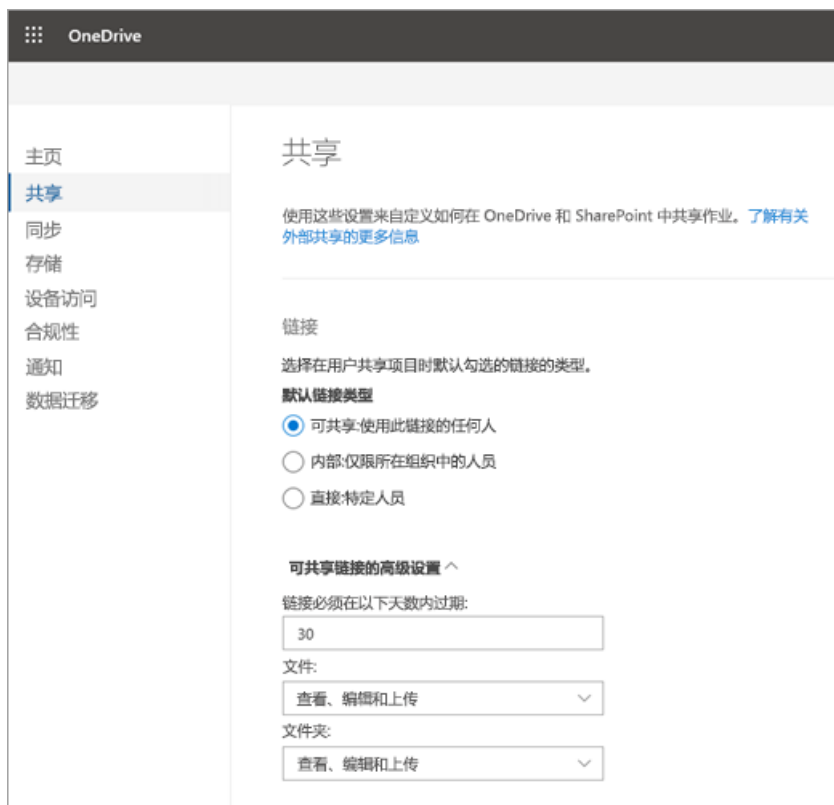 OneDrive
主页
共享
同步
存储
设备访问
合规性
通知
数据迁移
共享
使用这些设置来自定义如何在 OneDrive 和 SharePoint 中共享作业。了解有关
外部共享的更多信息
链接
选择在用户共享项目时默认勾选的链接的类型。
默认链接类型
可共享:使用此链接的任何人
内部:仅限所在组织中的人员
直接:特定人员
可共享链接的高级设置
链接必须在以下天数内过期:
30
文件:
查看、编辑和上传
文件夹:
查看、编辑和上传